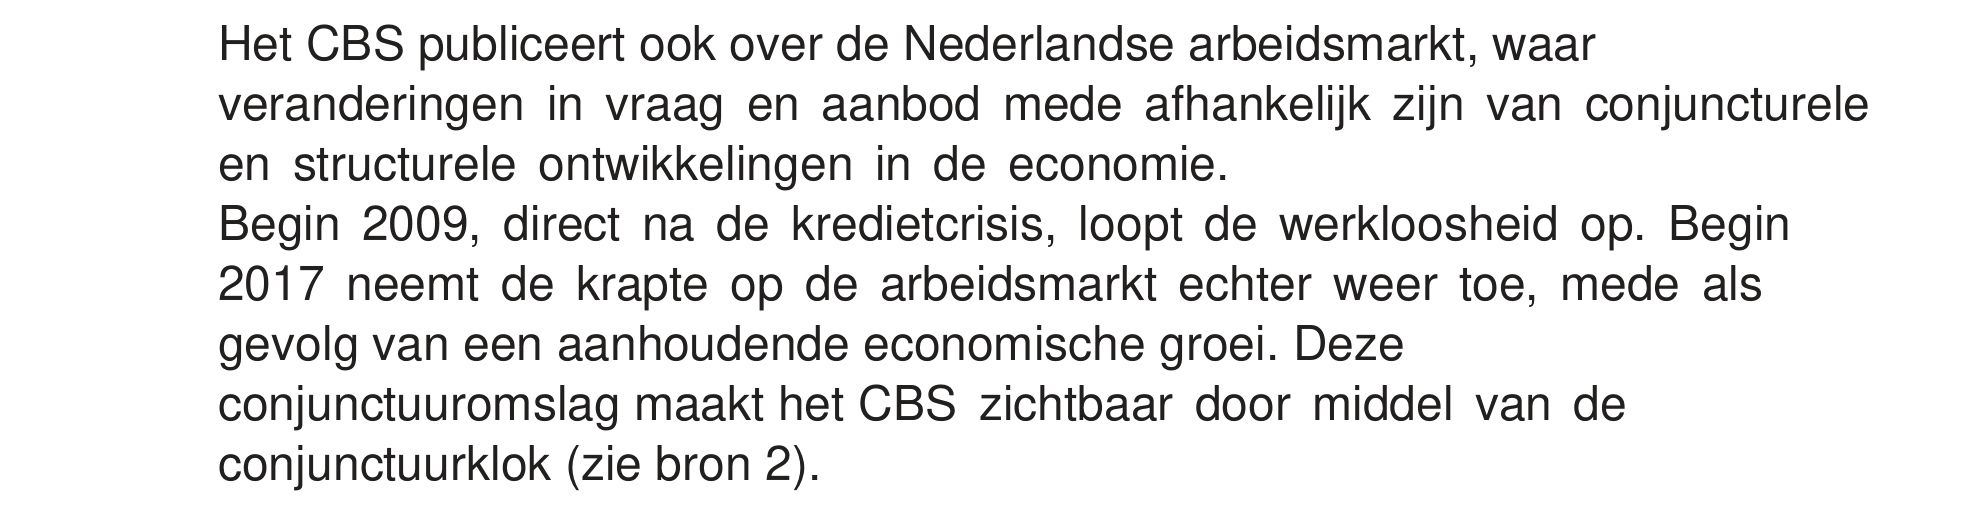 Het CBS publiceert ook over de Nederlandse arbeidsmarkt, waar
veranderingen in vraag en aanbod mede afhankelijk zijn van conjuncturele
en structurele ontwikkelingen in de economie.
Begin 2009, direct na de kredietcrisis, loopt de werkloosheid op. Begin
2017 neemt de krapte op de arbeidsmarkt echter weer toe, mede als
gevolg van een aanhoudende economische groei. Deze
conjunctuuromslag maakt het CBS zichtbaar door middel van de
conjunctuurklok (zie bron 2).